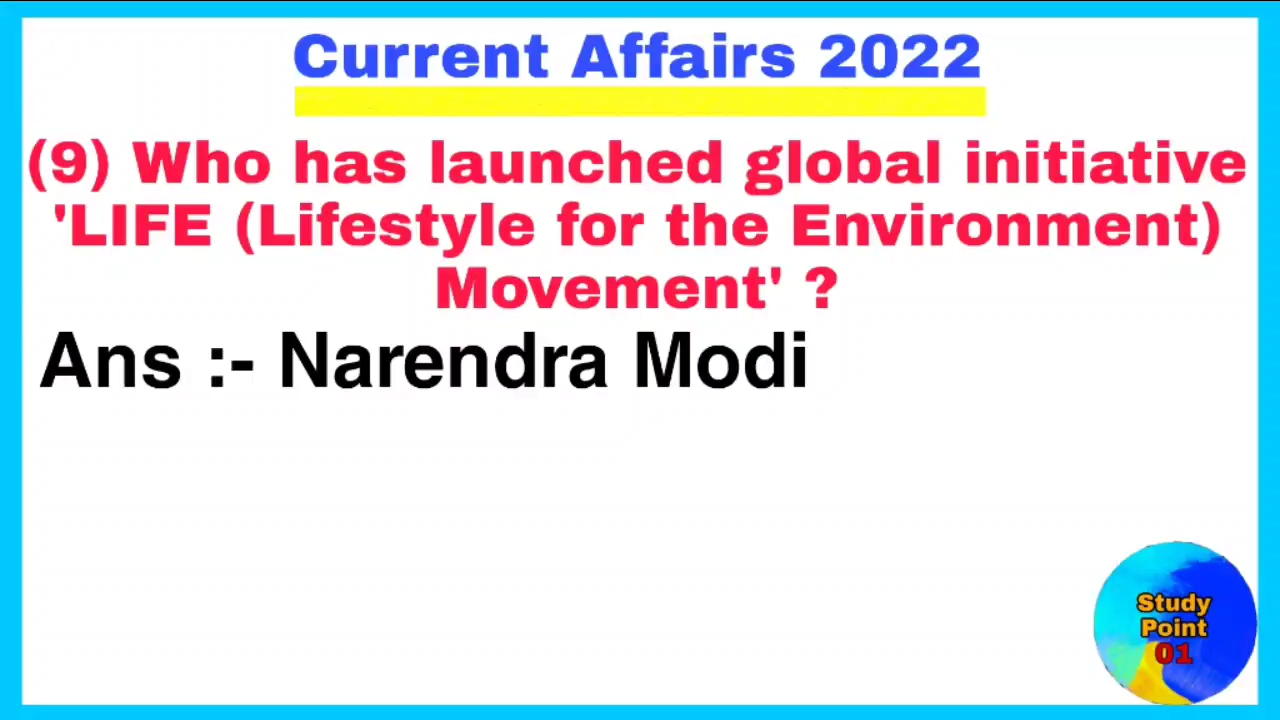 Current Affairs 2022
(9) Who has launched global initiative
'LIFE (Lifestyle for the Environment)
Movement' ?
Ans :- Narendra Modi
Study
Point
01